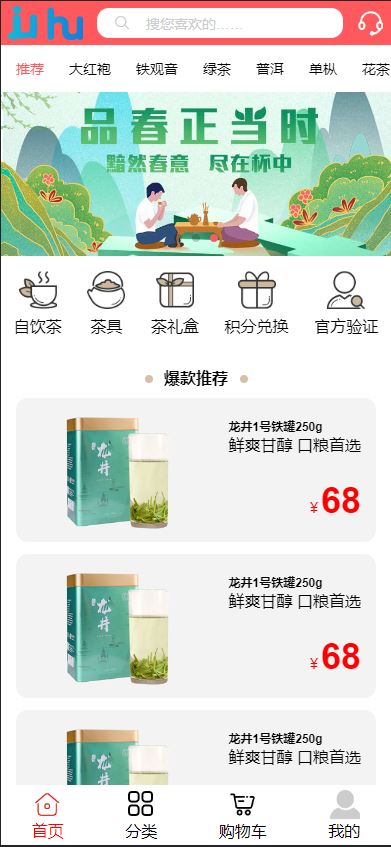 iu hu
搜您喜欢的......
推荐 大红袍 铁观音 绿茶 普洱 单枞 花茶
品春正当时
黯然春意 尽在杯中
自饮茶 茶具 茶礼盒 积分兑换 官方验证
爆款推荐
龙井
龙井1号铁罐250g
鲜爽甘醇 口粮首选
¥68
龙井
龙井1号铁罐250g
鲜爽甘醇 口粮首选
¥68
龙井
龙井1号铁罐250g
鲜爽甘醇 口粮首选
首页 分类 购物车 我的